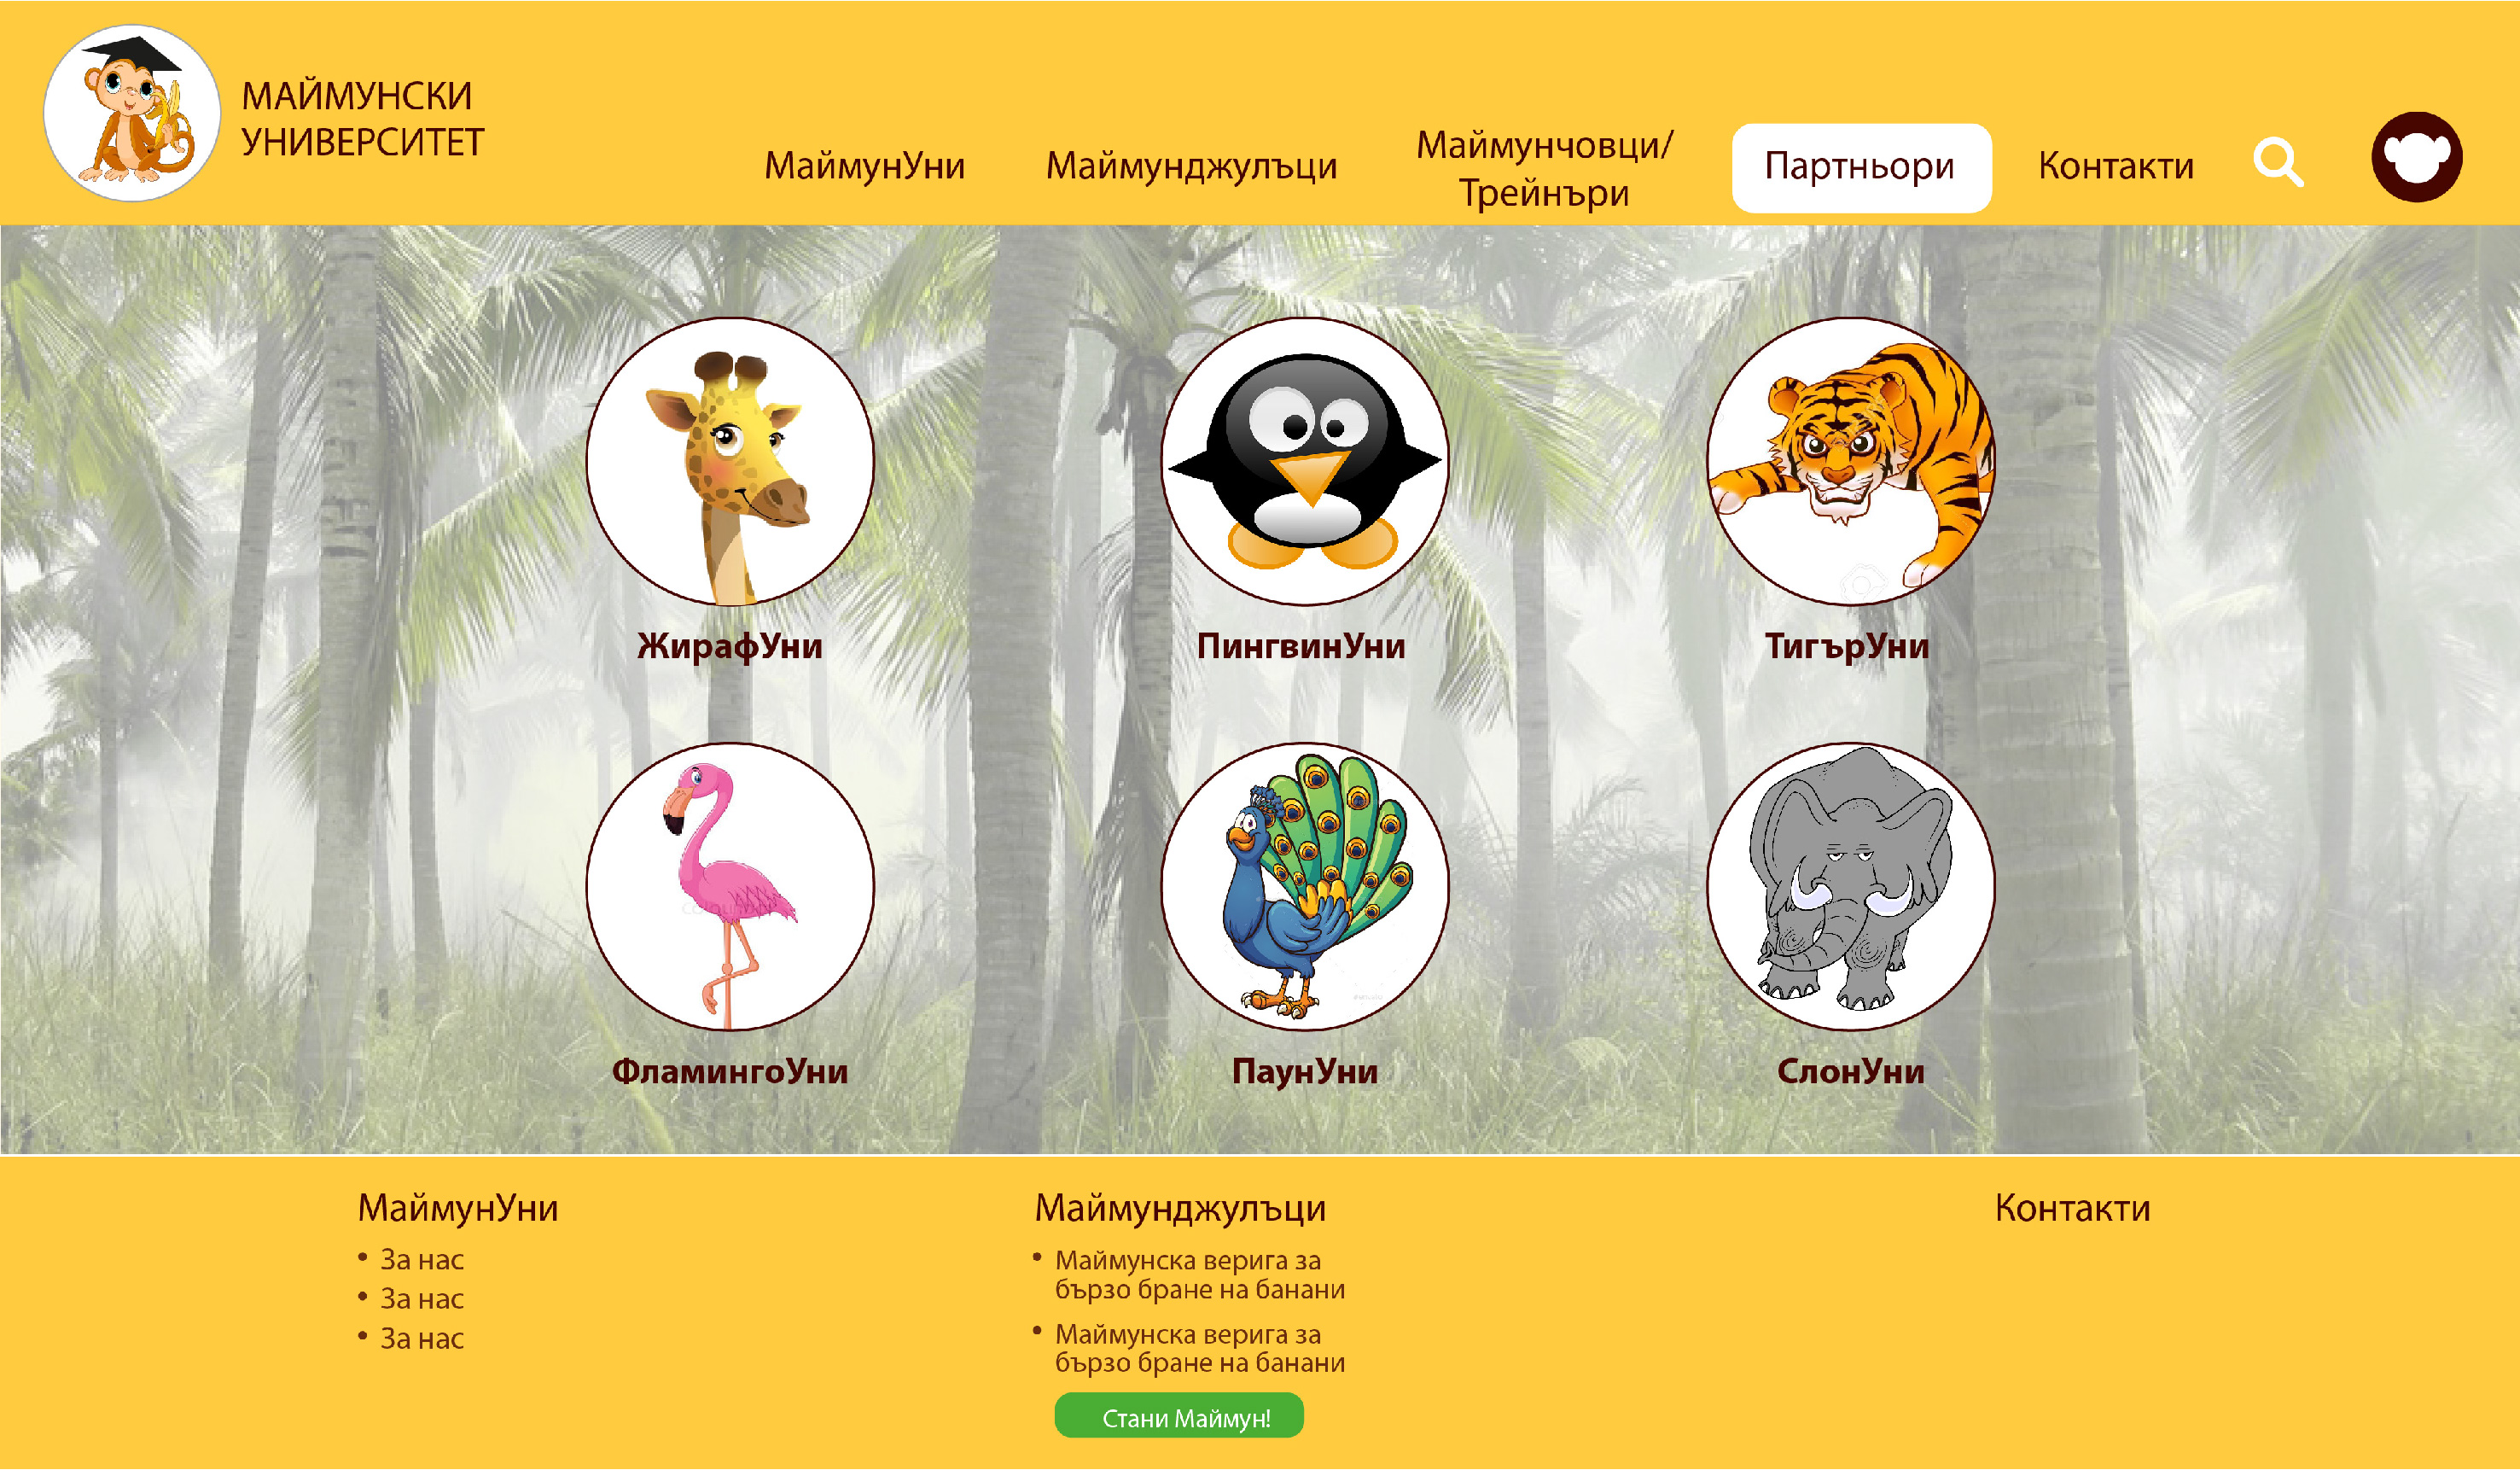 МАЙМУНСКИ
УНИВЕРСИТЕТ
МаймунУни
Маймунджулъци
Маймунчовци/
Трейнъри
Партньори
Контакти
ЖирафУни
ПингвинУни
ТигърУни
ФламингоУни
ПаунУни
СлонУни
МаймунУни
• За нас
• За нас
• За нас
Маймунджулъци
• Маймунска верига за
бързо бране на банани
• Маймунска верига за
бързо бране на банани
Стани Маймун!
Контакти